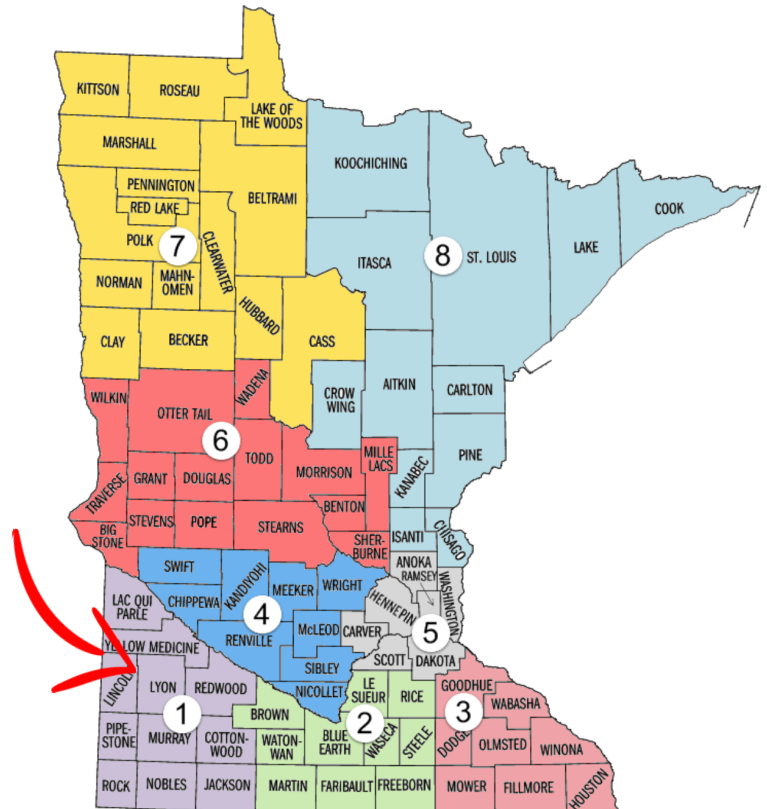 KITTSON
ROSEAU
LAKE OF
THE WOODS
MARSHALL
KOOCHICHING
PENNINGTON
BELTRAMI
RED LAKE
COOK
POLK
7
CLEARWATER
8
ST. LOUIS
LAKE
ITASCA
NORMAN
MAHN-
OMEN
HUBBARD
CLAY
BECKER
CASS
WADENA
AITKIN
CARLTON
WILKIN
CROW
WING
OTTER TAIL
6
TODD
MILLE
LACS
PINE
GRANT
DOUGLAS
MORRISON
KANABEC
TRAVERSE
BENTON
STEVENS
POPE
STEARNS
BIG
STONE
SHER-
BURNE
ISANTI
CHISAGO
SWIFT
KANDIYOHI
ANOKA
RAMSEY
WASHINGTON
MEEKER
WRIGHT
LAC QUI
PARLE
CHIPPEWA
4
HENNEPIN
RENVILLE
McLEOD
CARVER
5
YELLOW MEDICINE
SCOTT
DAKOTA
SIBLEY
LINCOLN
LYON
REDWOOD
NICOLLET
LE
SUEUR
RICE
GOODHUE
WABASHA
1
BROWN
2
3
PIPE-
STONE
MURRAY
COTTON-
WOOD
WATON-
WAN
BLUE
EARTH
WASECA
STEELE
DODGE
OLMSTED
WINONA
ROCK
NOBLES
JACKSON
MARTIN
FARIBAULT
FREEBORN
MOWER
FILLMORE
HOUSTON